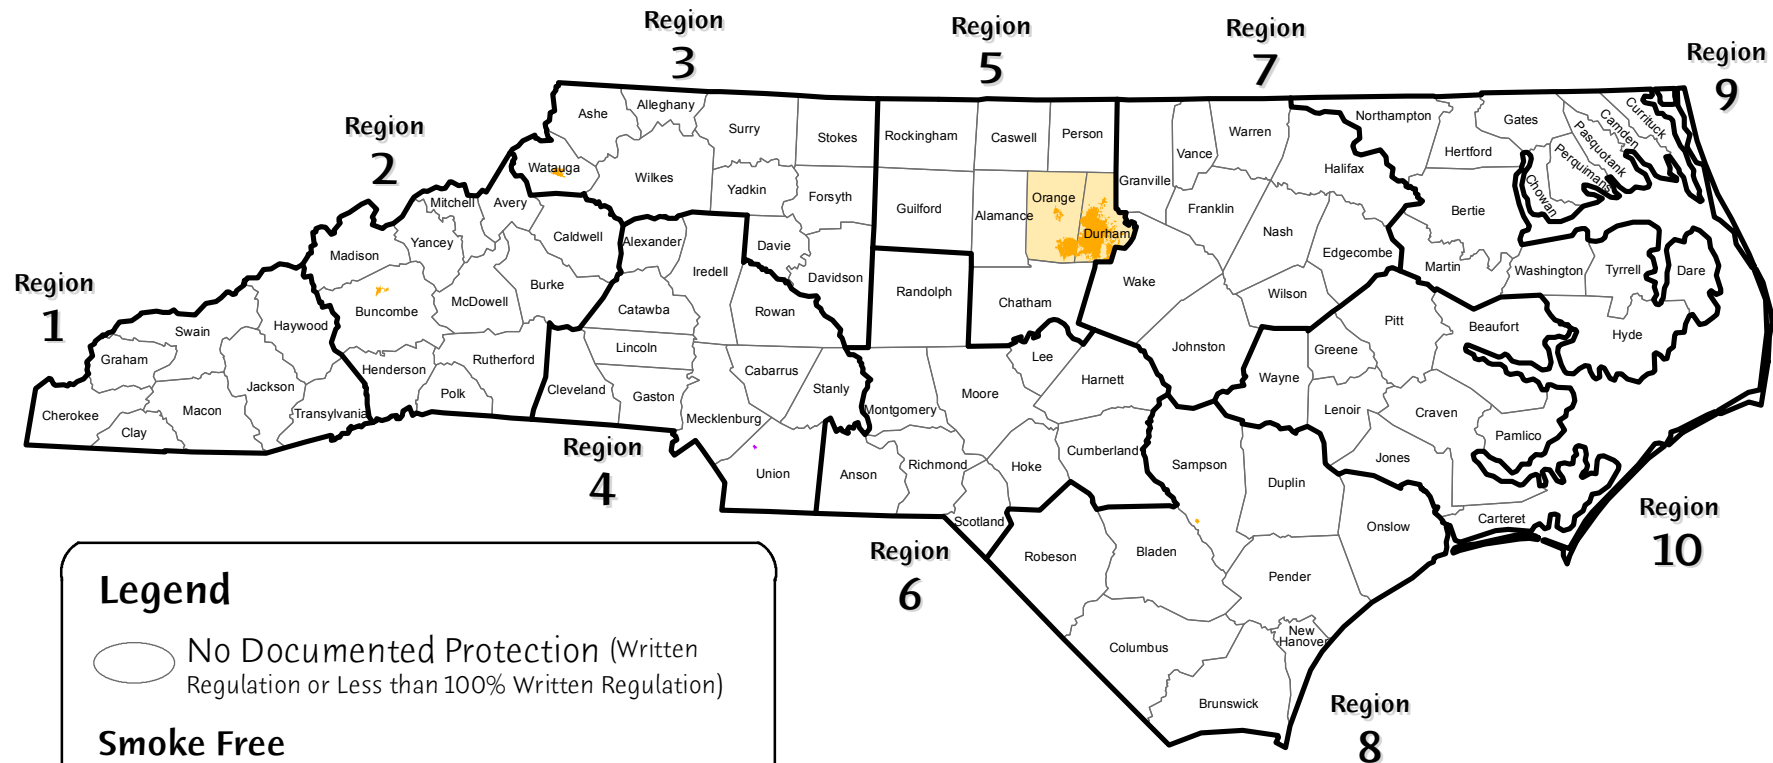 Region
3
Region
5
Region
7
Region
9
Region
2
Region
1
Region
4
Region
6
Region
8
Region
10
Ashe
Alleghany
Surry
Stokes
Rockingham
Caswell
Person
Vance
Warren
Northampton
Gates
Currituck
Camden
Pasquotank
Perquimans
Chowan
Hertford
Halifax
Watauga
Wilkes
Yadkin
Forsyth
Guilford
Alamance
Orange
Durham
Granville
Franklin
Nash
Edgecombe
Bertie
Martin
Washington
Tyrrell
Dare
Mitchell
Avery
Yancey
Caldwell
Alexander
Iredell
Davie
Davidson
Randolph
Chatham
Wake
Wilson
Pitt
Beaufort
Hyde
Madison
Buncombe
McDowell
Burke
Catawba
Rowan
Johnston
Greene
Wayne
Haywood
Swain
Graham
Jackson
Henderson
Rutherford
Polk
Lincoln
Cleveland
Gaston
Cabarrus
Stanly
Mecklenburg
Montgomery
Moore
Lee
Harnett
Lenoir
Craven
Pamlico
Cherokee
Clay
Macon
Transylvania
Union
Anson
Richmond
Scotland
Hoke
Cumberland
Sampson
Duplin
Jones
Onslow
Carteret
Robeson
Bladen
Pender
Columbus
New
Hanover
Brunswick
Legend
No Documented Protection (Written
Regulation or Less than 100% Written Regulation)
Smoke Free